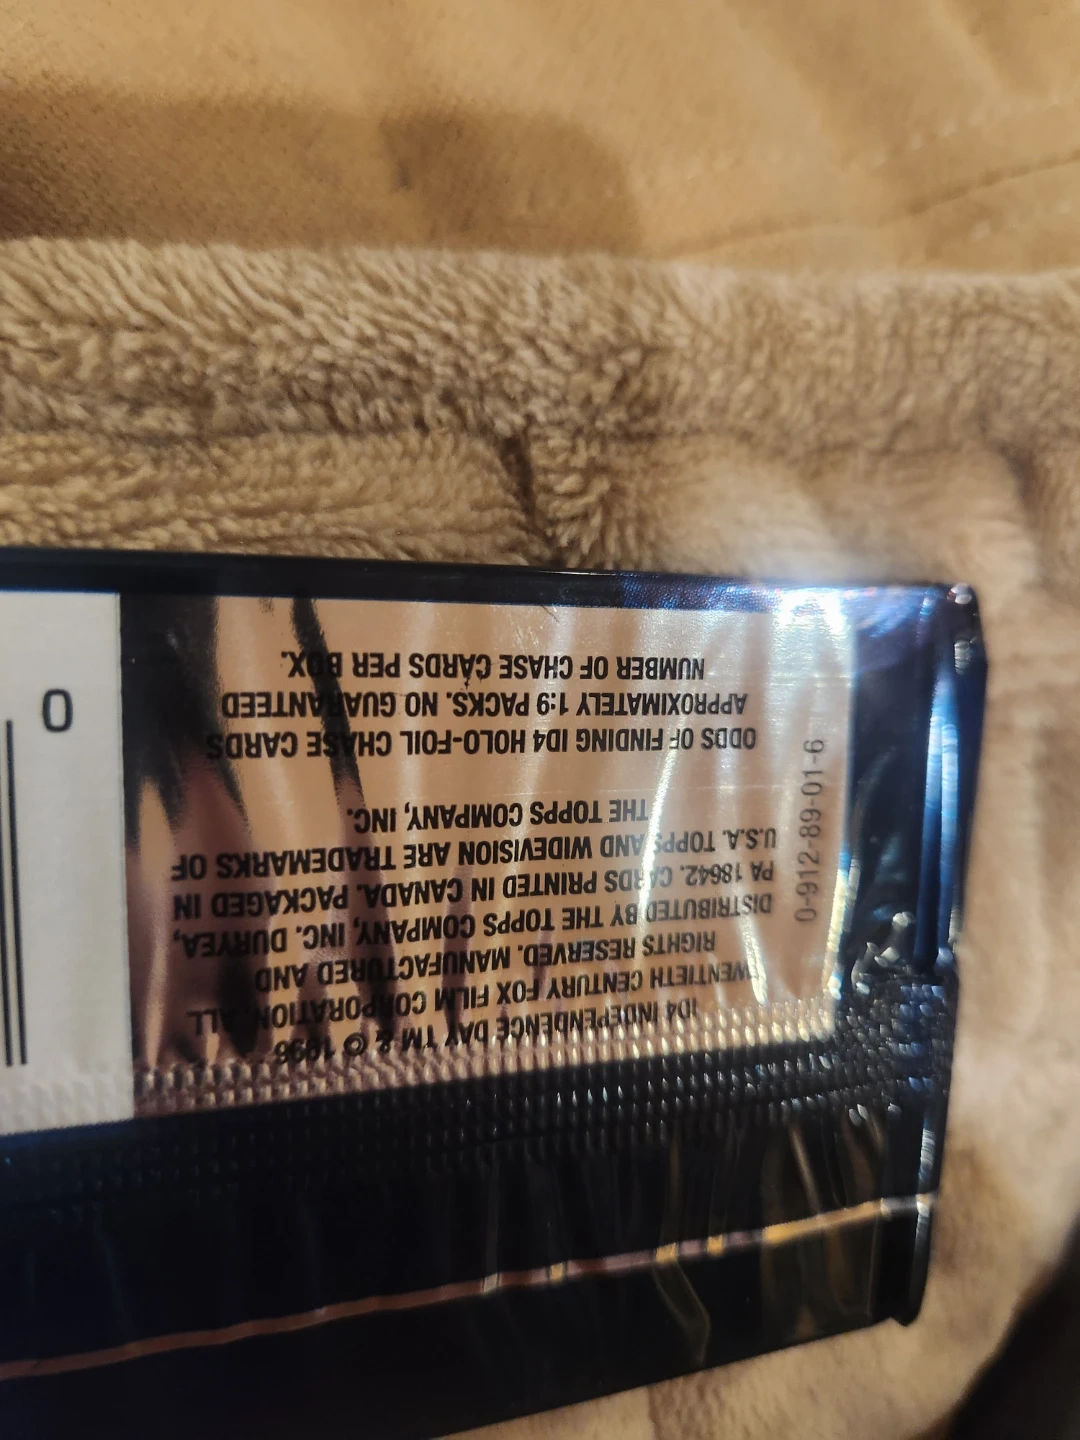 ID4 INDEPENDENCE DAY TM & © 1996
TWENTIETH CENTURY FOX FILM CORPORATION. ALL
RIGHTS RESERVED. MANUFACTURED AND
DISTRIBUTED BY THE TOPPS COMPANY, INC. DURYEA,
PA 18642. CARDS PRINTED IN CANADA. PACKAGED IN
U.S.A. TOPPS AND WIDEVISION ARE TRADEMARKS OF
THE TOPPS COMPANY, INC.
ODDS OF FINDING ID4 HOLO-FOIL CHASE CARDS
APPROXIMATELY 1:9 PACKS. NO GUARANTEED
NUMBER OF CHASE CARDS PER BOX.
0-912-89-01-6
0